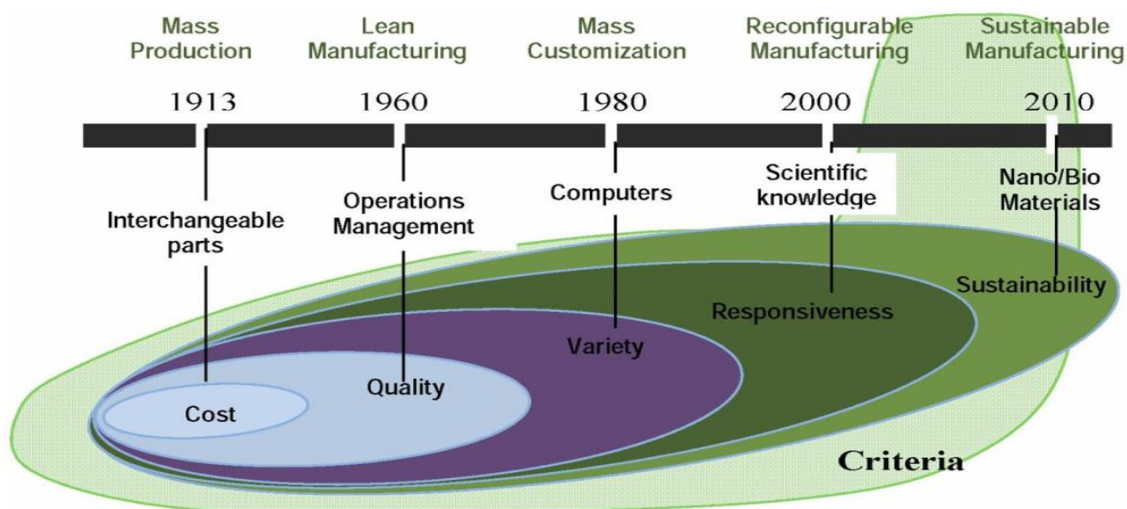 Mass
Production
Lean
Manufacturing
Mass
Customization
Reconfigurable
Manufacturing
Sustainable
Manufacturing
1913
1960
1980
2000
2010
Interchangeable
parts
Operations
Management
Computers
Scientific
knowledge
Nano/Bio
Materials
Cost
Quality
Variety
Responsiveness
Sustainability
Criteria